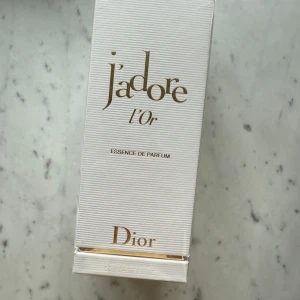 j'adore
l'Or
ESSENCE DE PARFUM
Dior